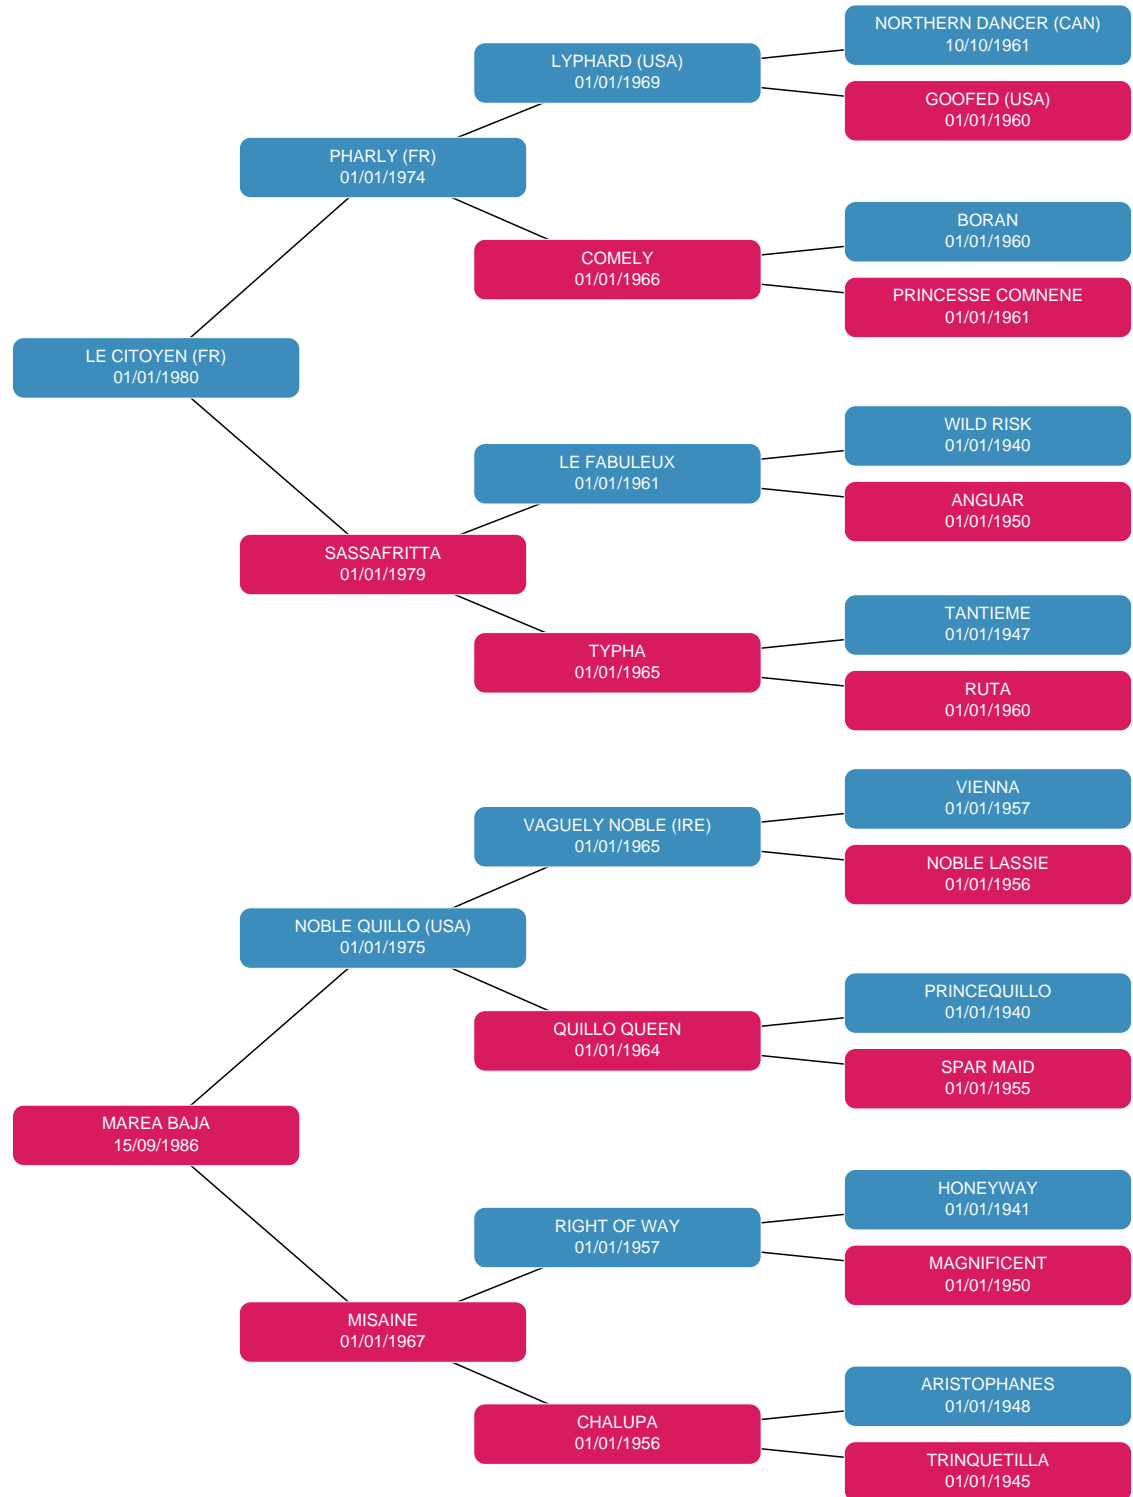 NORTHERN DANCER (CAN)
10/10/1961
LYPHARD (USA)
01/01/1969
GOOFED (USA)
01/01/1960
PHARLY (FR)
01/01/1974
BORAN
01/01/1960
COMELY
01/01/1966
PRINCESSE COMNENE
01/01/1961
LE CITOYEN (FR)
01/01/1980
WILD RISK
01/01/1940
LE FABULEUX
01/01/1961
ANGUAR
01/01/1950
SASSAFRITTA
01/01/1979
TANTIEME
01/01/1947
TYPHA
01/01/1965
RUTA
01/01/1960
VIENNA
01/01/1957
VAGUELY NOBLE (IRE)
01/01/1965
NOBLE LASSIE
01/01/1956
NOBLE QUILLO (USA)
01/01/1975
PRINCEQUILLO
01/01/1940
QUILLO QUEEN
01/01/1964
SPAR MAID
01/01/1955
MAREA BAJA
15/09/1986
HONEYWAY
01/01/1941
RIGHT OF WAY
01/01/1957
MAGNIFICENT
01/01/1950
MISAINE
01/01/1967
ARISTOPHANES
01/01/1948
CHALUPA
01/01/1956
TRINQUETILLA
01/01/1945